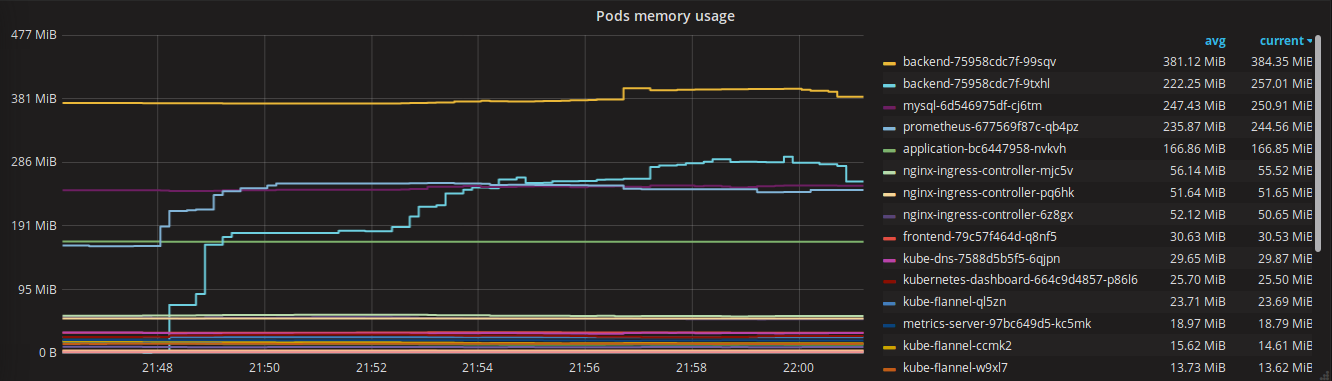 Pods memory usage
477 MiB
381 MiB
286 MiB
191 MiB
95 MiB
0 B
21:48 21:50 21:52 21:54 21:56 21:58 22:00
avg current
backend-75958cdc7f-99sqv 381.12 MiB 384.35 MiB
backend-75958cdc7f-9txhl 222.25 MiB 257.01 MiB
mysql-6d546975df-cj6tm 247.43 MiB 250.91 MiB
prometheus-677569f87c-qb4pz 235.87 MiB 244.56 MiB
application-bc6447958-nvkvh 166.86 MiB 166.85 MiB
nginx-ingress-controller-mjc5v 56.14 MiB 55.52 MiB
nginx-ingress-controller-pq6hk 51.64 MiB 51.65 MiB
nginx-ingress-controller-6z8gx 52.12 MiB 50.65 MiB
frontend-79c57f464d-q8nf5 30.63 MiB 30.53 MiB
kube-dns-7588d5b5f5-6qjpn 29.65 MiB 29.87 MiB
kubernetes-dashboard-664c9d4857-p86l6 25.70 MiB 25.50 MiB
kube-flannel-ql5zn 23.71 MiB 23.69 MiB
metrics-server-97bc649d5-kc5mk 18.97 MiB 18.79 MiB
kube-flannel-ccmk2 15.62 MiB 14.61 MiB
kube-flannel-w9xl7 13.73 MiB 13.62 MiB